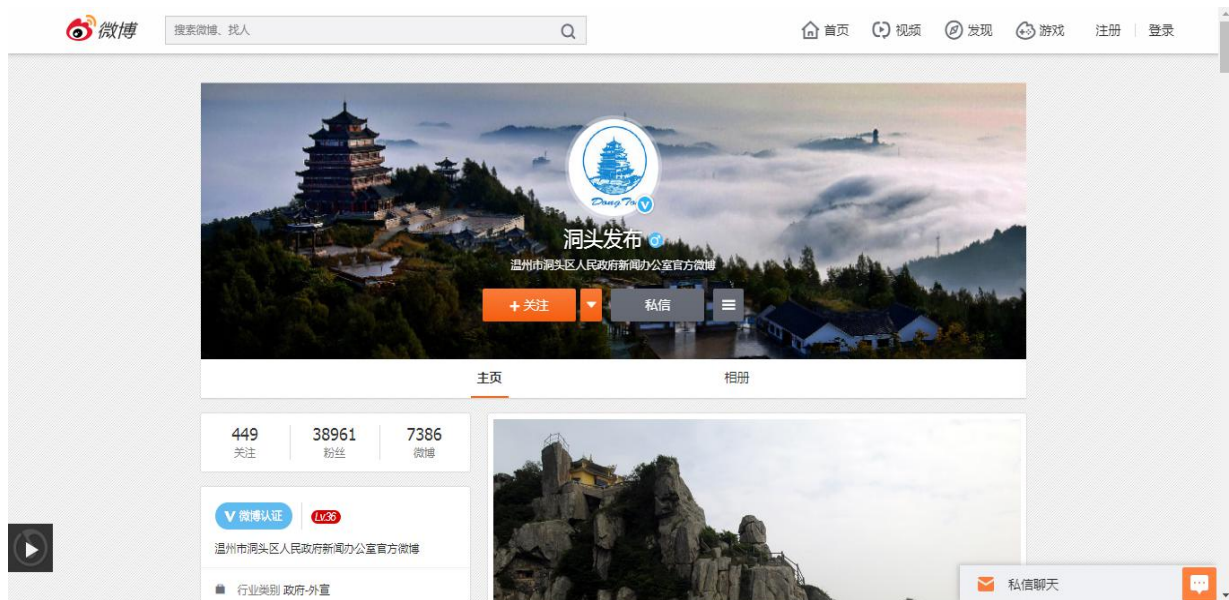 微博
搜索微博、找人
首页 视频 发现 游戏 注册 登录
洞头发布
温州市洞头区人民政府新闻办公室官方微博
+关注 私信
主页 相册
449 38961 7386
关注 粉丝 微博
V 微博认证 Lv.36
温州市洞头区人民政府新闻办公室官方微博
行业类别 政府-外宣
私信聊天